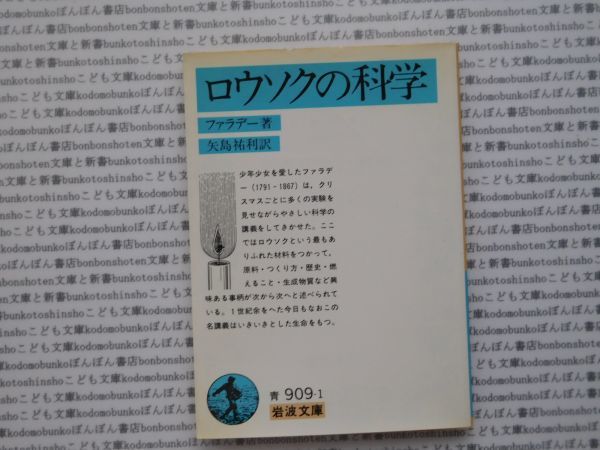 ロウソクの科学
ファラデー著
矢島祐利訳
少年少女を愛したファラデ
ー(1791-1867)は,クリ
スマスごとに多くの実験を
見せながらやさしい科学の
講義をしてきかせた。ここ
ではロウソクという最もあ
りふれた材料をつかって,
原料・つくり方・歴史・燃
えること・生成物質など興
味ある事柄が次から次へと述べられて
いる。1世紀余をへた今日もなおこの
名講義はいきいきとした生命をもつ。
青 909-1
岩波文庫